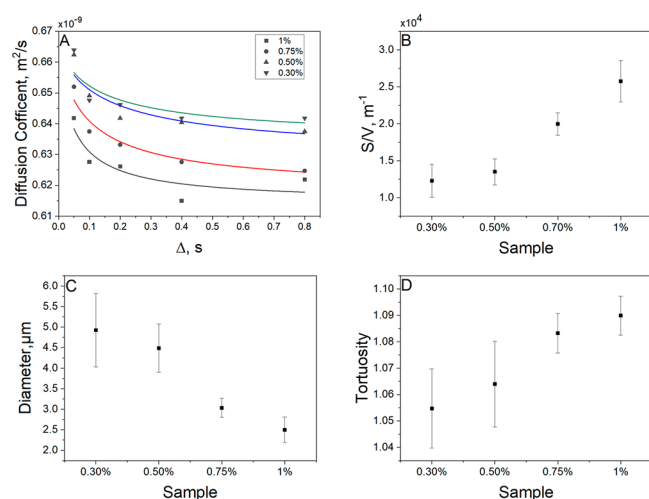 x10⁻⁹
A
1%
0.75%
0.50%
0.30%
Diffusion Cofficent, m²/s
0.67
0.66
0.65
0.64
0.63
0.62
0.61
0.0 0.1 0.2 0.3 0.4 0.5 0.6 0.7 0.8
Δ, s
x10⁴
B
S/V, m⁻¹
3.0
2.5
2.0
1.5
1.0
0.30% 0.50% 0.70% 1%
Sample
C
Diameter,µm
6.0
5.5
5.0
4.5
4.0
3.5
3.0
2.5
2.0
0.30% 0.50% 0.75% 1%
Sample
D
Tortuosity
1.10
1.09
1.08
1.07
1.06
1.05
1.04
0.30% 0.50% 0.75% 1%
Sample